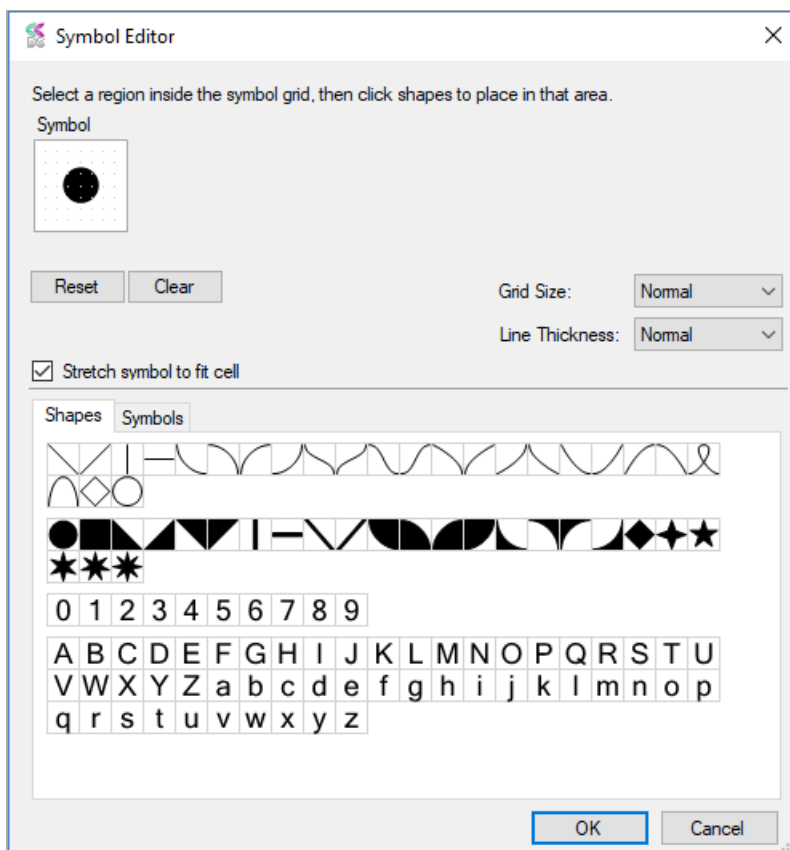 Symbol Editor
Select a region inside the symbol grid, then click shapes to place in that area.
Symbol
Reset Clear
Grid Size: Normal
Line Thickness: Normal
Stretch symbol to fit cell
Shapes Symbols
0 1 2 3 4 5 6 7 8 9
A B C D E F G H I J K L M N O P Q R S T U
V W X Y Z a b c d e f g h i j k l m n o p
q r s t u v w x y z
OK Cancel